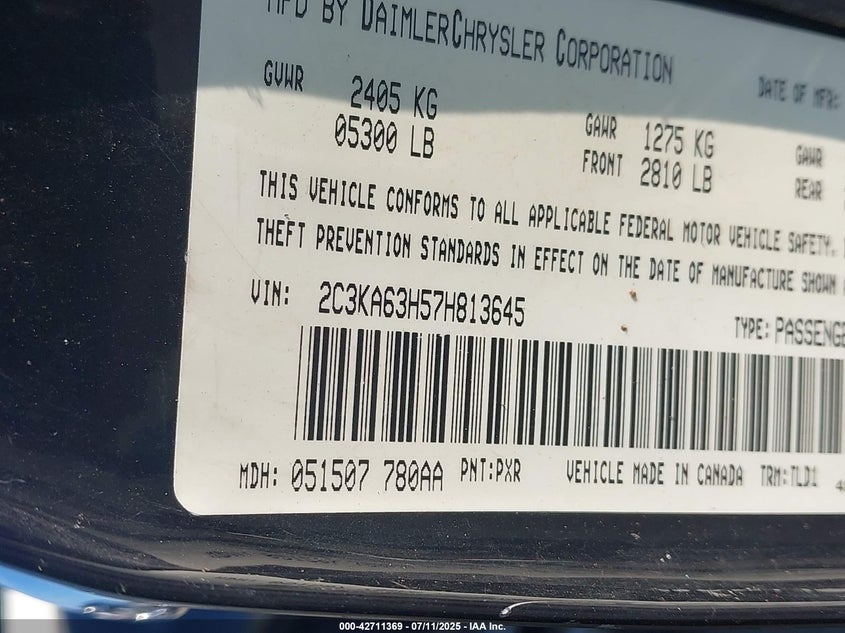 MFD BY DAIMLERCHRYSLER CORPORATION
DATE OF MFR:
GVWR 2405 KG
05300 LB
GAWR 1275 KG
FRONT 2810 LB
GAWR
REAR
THIS VEHICLE CONFORMS TO ALL APPLICABLE FEDERAL MOTOR VEHICLE SAFETY,
THEFT PREVENTION STANDARDS IN EFFECT ON THE DATE OF MANUFACTURE SHOWN
VIN: 2C3KA63H57H813645
TYPE: PASSENGE
MDH: 051507 780AA PNT:PXR VEHICLE MADE IN CANADA TRM:TLD1
000-42711369 | 07/11/2025 - IAA Inc.